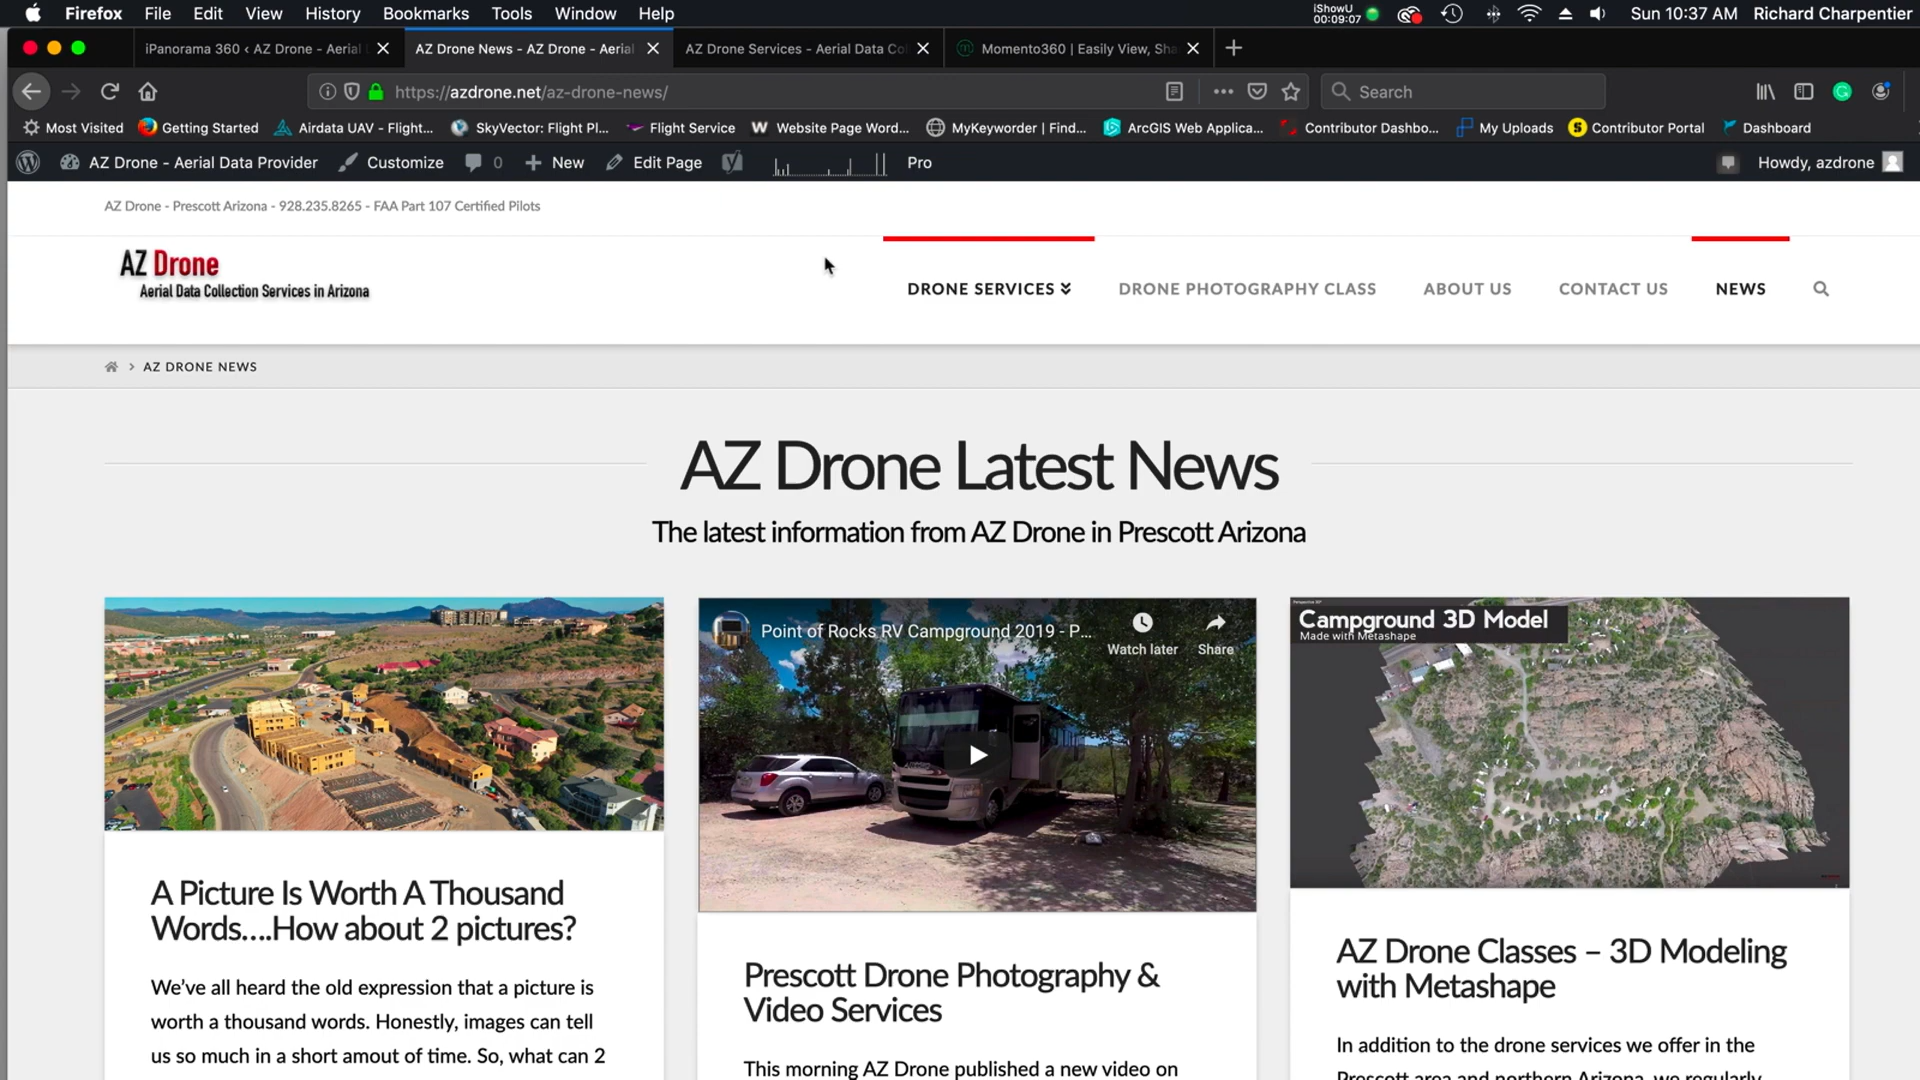 Firefox File Edit View History Bookmarks Tools Window Help iShowU 00:09:07 Sun 10:37 AM Richard Charpentier
iPanorama 360 ‹ AZ Drone - Aerial AZ Drone News - AZ Drone - Aerial AZ Drone Services - Aerial Data Co Momento360 | Easily View, Sha
https://azdrone.net/az-drone-news/ Search
Most Visited Getting Started Airdata UAV - Flight... SkyVector: Flight Pl... Flight Service Website Page Word... MyKeyworder | Find... ArcGIS Web Applica... Contributor Dashbo... My Uploads Contributor Portal Dashboard
AZ Drone - Aerial Data Provider Customize 0 New Edit Page Pro Howdy, azdrone
AZ Drone - Prescott Arizona - 928.235.8265 - FAA Part 107 Certified Pilots
AZ Drone
Aerial Data Collection Services in Arizona
DRONE SERVICES DRONE PHOTOGRAPHY CLASS ABOUT US CONTACT US NEWS
AZ DRONE NEWS
AZ Drone Latest News
The latest information from AZ Drone in Prescott Arizona
A Picture Is Worth A Thousand
Words....How about 2 pictures?
We've all heard the old expression that a picture is
worth a thousand words. Honestly, images can tell
us so much in a short amout of time. So, what can 2
Point of Rocks RV Campground 2019 - P...
Watch later Share
Prescott Drone Photography &
Video Services
This morning AZ Drone published a new video on
Campground 3D Model
Made with Metashape
AZ Drone Classes – 3D Modeling
with Metashape
In addition to the drone services we offer in the
Prescott area and northern Arizona, we regularly